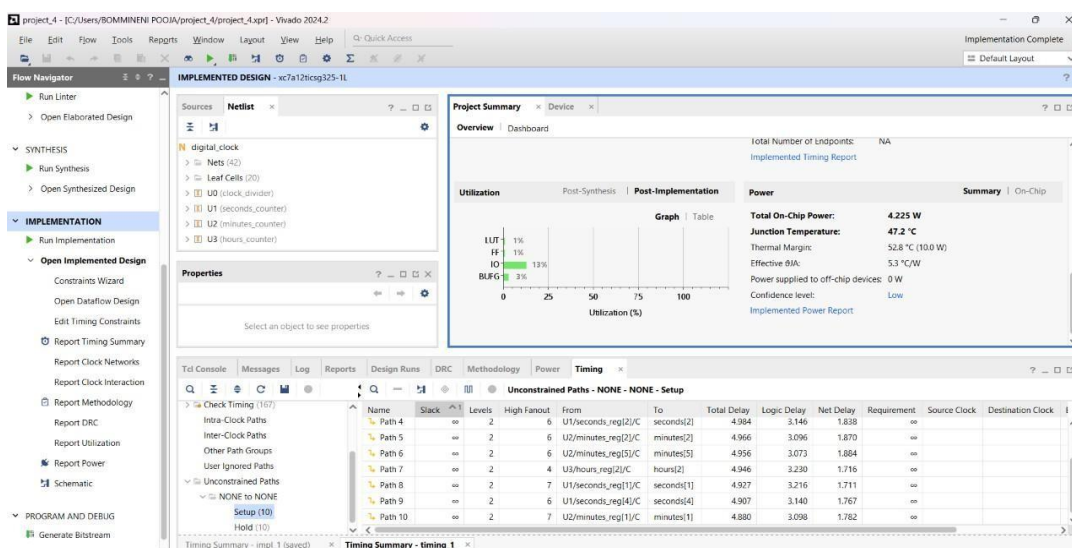 project_4 - [C:/Users/BOMMINENI POOJA/project_4/project_4.xpr] - Vivado 2024.2
File Edit Flow Tools Reports Window Layout View Help Quick Access
Implementation Complete
Default Layout
Flow Navigator
IMPLEMENTED DESIGN - xc7a12ticsg325-1L
Run Linter
Open Elaborated Design
SYNTHESIS
Run Synthesis
Open Synthesized Design
IMPLEMENTATION
Run Implementation
Open Implemented Design
Constraints Wizard
Open Dataflow Design
Edit Timing Constraints
Report Timing Summary
Report Clock Networks
Report Clock Interaction
Report Methodology
Report DRC
Report Utilization
Report Power
Schematic
PROGRAM AND DEBUG
Generate Bitstream
Sources Netlist
N digital_clock
Nets (42)
Leaf Cells (20)
U0 (clock_divider)
U1 (seconds_counter)
U2 (minutes_counter)
U3 (hours_counter)
Properties
Select an object to see properties
Project Summary Device
Overview Dashboard
Total Number of Endpoints: NA
Implemented Timing Report
Utilization Post-Synthesis Post-Implementation
Graph Table
LUT 1%
FF 1%
IO 13%
BUFG 3%
0 25 50 75 100
Utilization (%)
Power Summary On-Chip
Total On-Chip Power: 4.225 W
Junction Temperature: 47.2 °C
Thermal Margin: 52.8 °C (10.0 W)
Effective θJA: 5.3 °C/W
Power supplied to off-chip devices: 0 W
Confidence level: Low
Implemented Power Report
Tcl Console Messages Log Reports Design Runs DRC Methodology Power Timing
Unconstrained Paths - NONE - NONE - Setup
Check Timing (167)
Intra-Clock Paths
Inter-Clock Paths
Other Path Groups
User Ignored Paths
Unconstrained Paths
NONE to NONE
Setup (10)
Hold (10)
Name Slack 1 Levels High Fanout From To Total Delay Logic Delay Net Delay Requirement Source Clock Destination Clock E
Path 4 ∞ 2 6 U1/seconds_reg[2]/C seconds[2] 4.984 3.146 1.838 ∞
Path 5 ∞ 2 6 U2/minutes_reg[2]/C minutes[2] 4.966 3.096 1.870 ∞
Path 6 ∞ 2 6 U2/minutes_reg[5]/C minutes[5] 4.956 3.073 1.884 ∞
Path 7 ∞ 2 4 U3/hours_reg[2]/C hours[2] 4.946 3.230 1.716 ∞
Path 8 ∞ 2 7 U1/seconds_reg[1]/C seconds[1] 4.927 3.216 1.711 ∞
Path 9 ∞ 2 6 U1/seconds_reg[4]/C seconds[4] 4.907 3.140 1.767 ∞
Path 10 ∞ 2 7 U2/minutes_reg[1]/C minutes[1] 4.880 3.098 1.782 ∞
Timing Summary - impl_1 (saved) Timing Summary - timing_1